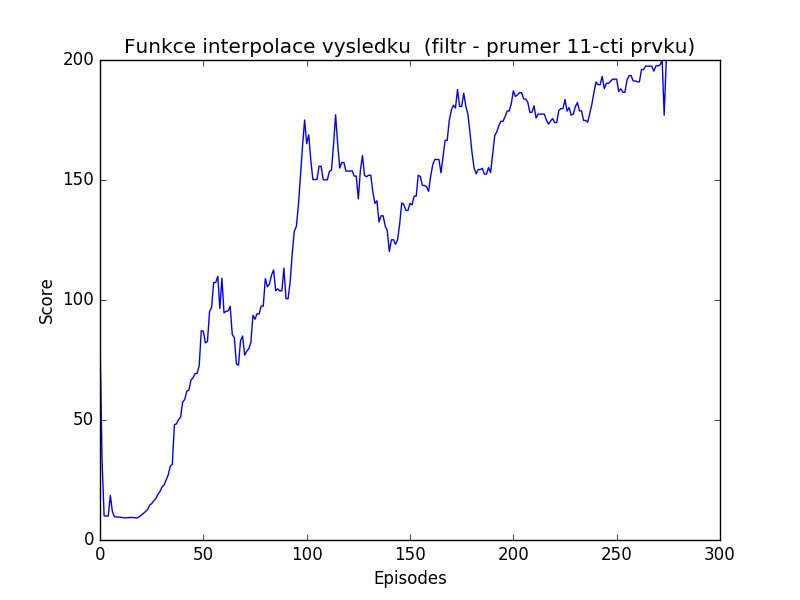 Funkce interpolace vysledku  (filtr - prumer 11-cti prvku)
200
150
100
50
0
Score
0 50 100 150 200 250 300
Episodes